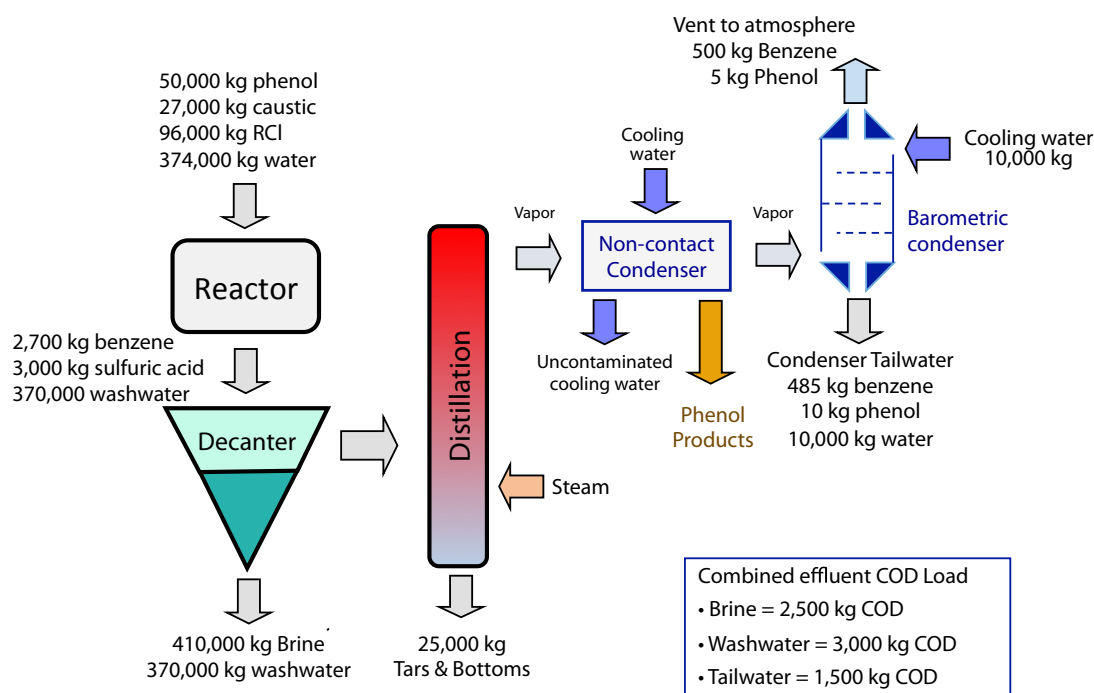 Vent to atmosphere
500 kg Benzene
5 kg Phenol
50,000 kg phenol
27,000 kg caustic
96,000 kg RCl
374,000 kg water
Cooling
water
Cooling water
10,000 kg
Vapor
Non-contact
Condenser
Vapor
Barometric
condenser
Reactor
2,700 kg benzene
3,000 kg sulfuric acid
370,000 washwater
Uncontaminated
cooling water
Phenol
Products
Condenser Tailwater
485 kg benzene
10 kg phenol
10,000 kg water
Decanter
Distillation
Steam
410,000 kg Brine
370,000 kg washwater
25,000 kg
Tars & Bottoms
Combined effluent COD Load
• Brine = 2,500 kg COD
• Washwater = 3,000 kg COD
• Tailwater = 1,500 kg COD